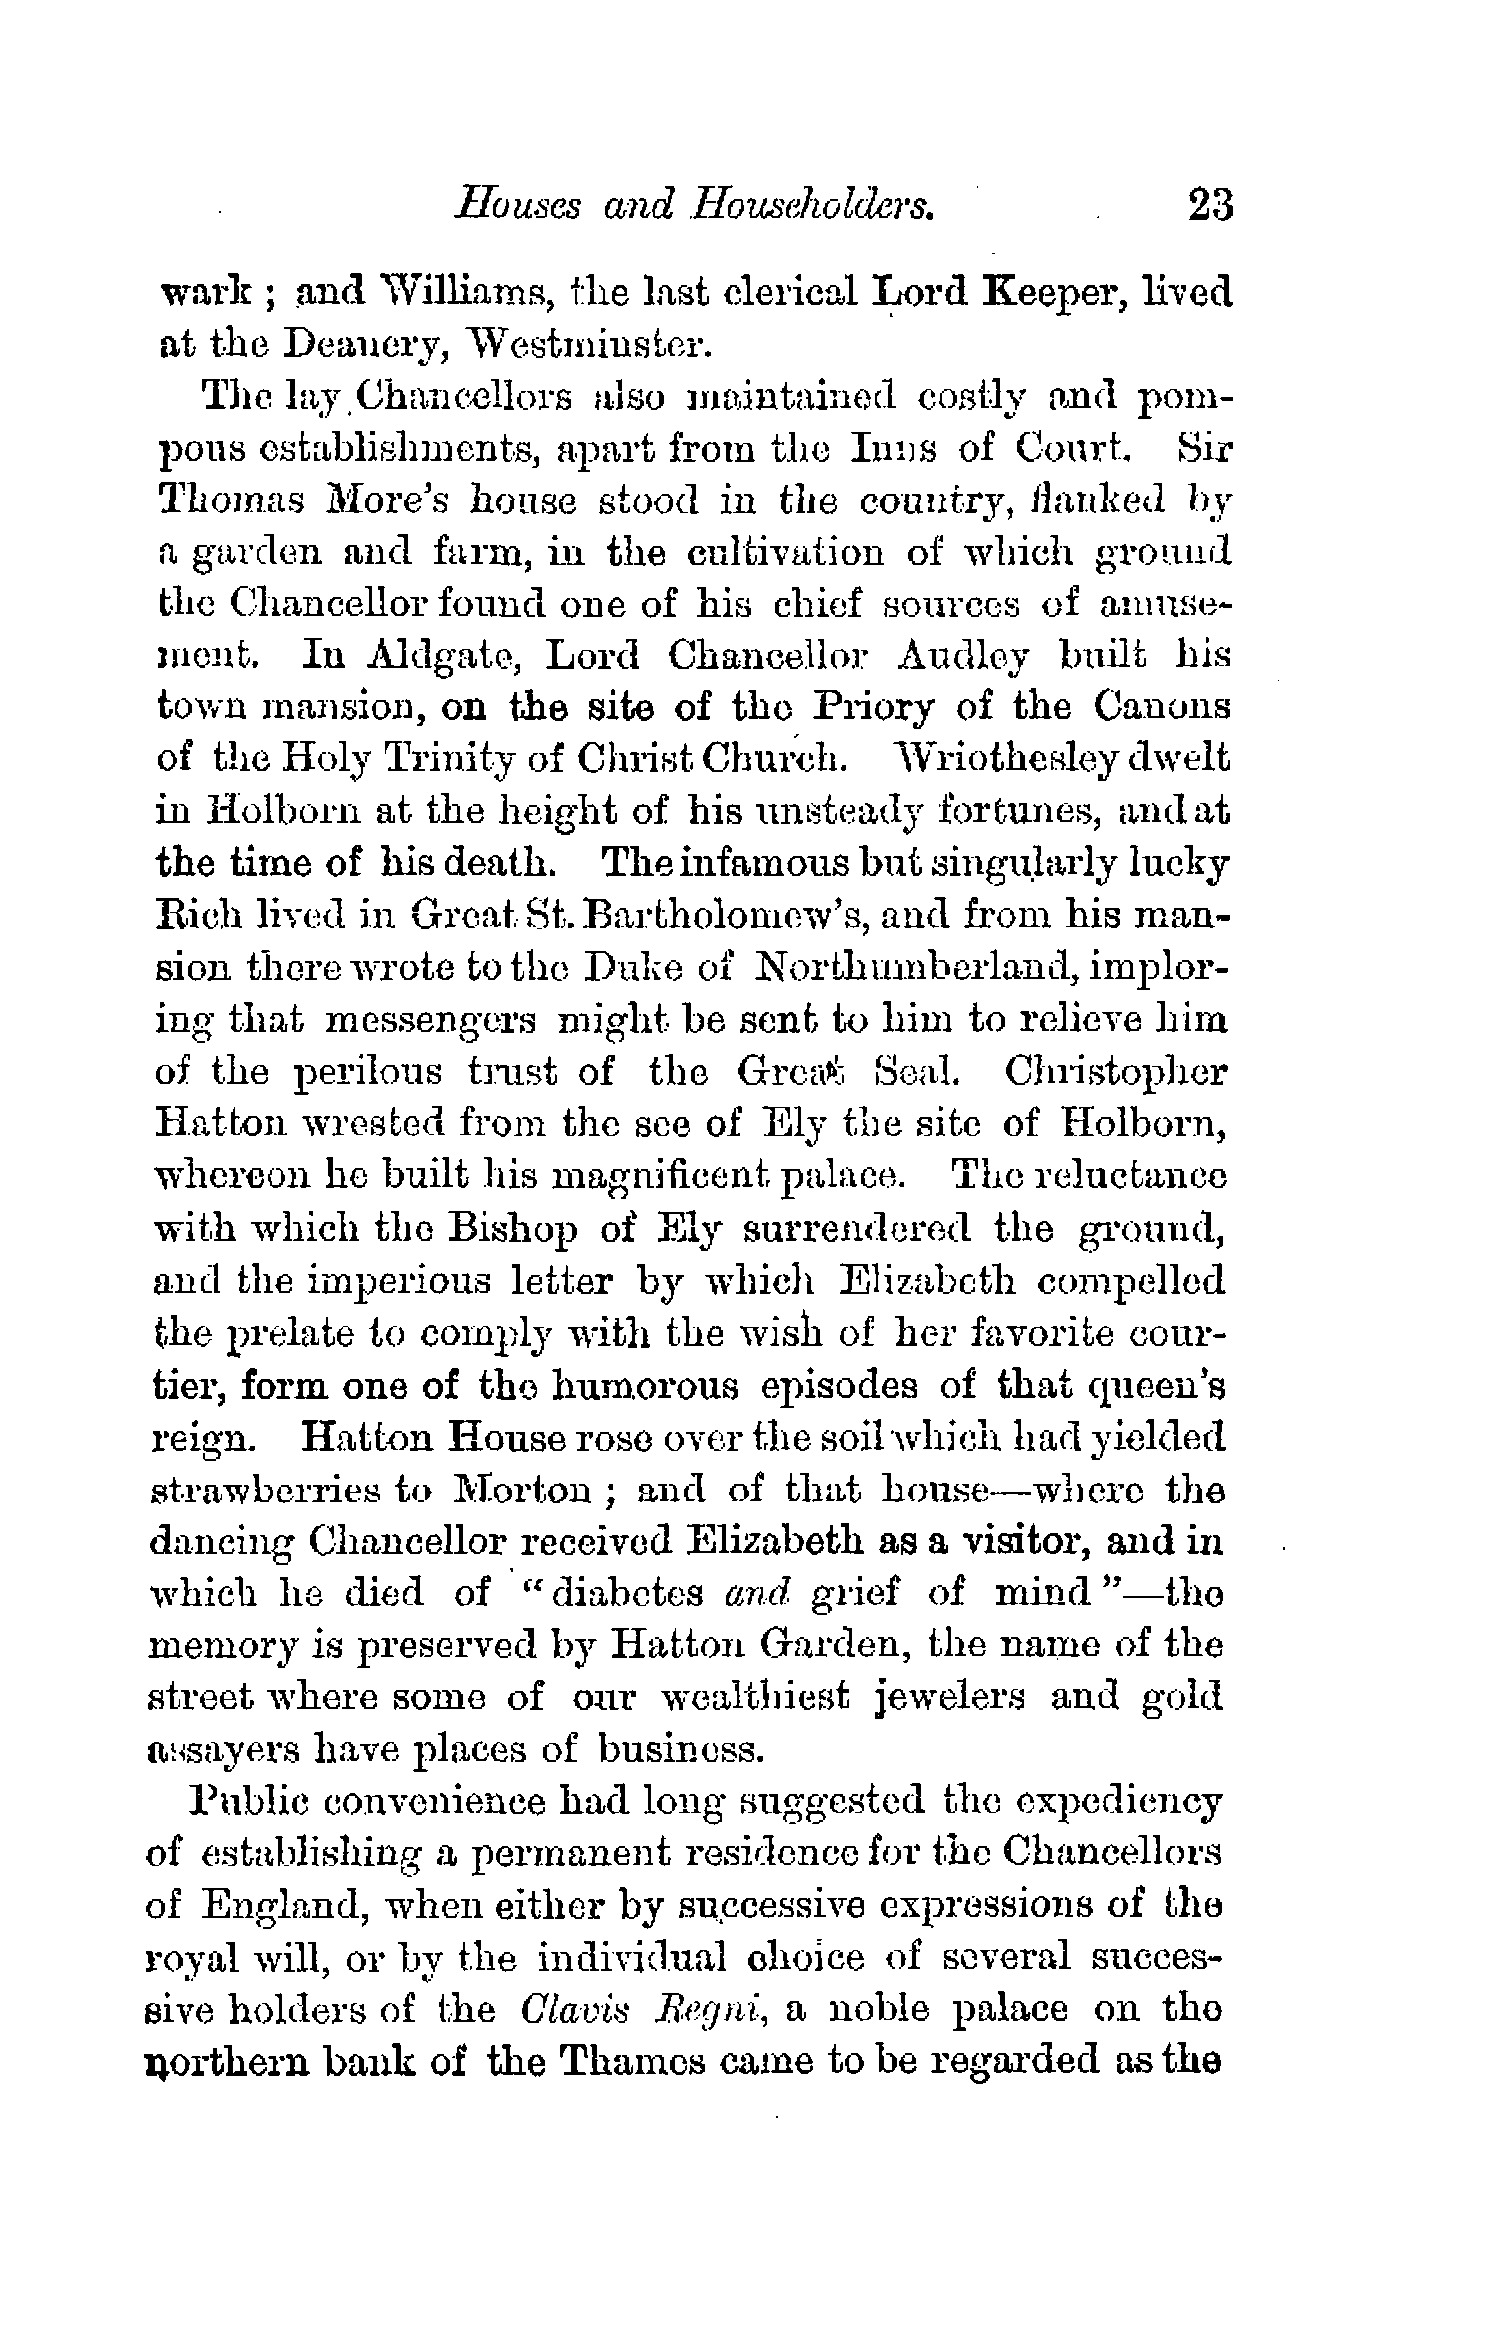 Houses and Householders. 23
wark ; and Williams, the last clerical Lord Keeper, lived
at the Deanery, Westminster.
The lay Chancellors also maintained costly and pom-
pous establishments, apart from the Inns of Court. Sir
Thomas More's house stood in the country, flanked by
a garden and farm, in the cultivation of which ground
the Chancellor found one of his chief sources of amuse-
ment. In Aldgate, Lord Chancellor Audley built his
town mansion, on the site of the Priory of the Canons
of the Holy Trinity of Christ Church. Wriothesley dwelt
in Holborn at the height of his unsteady fortunes, and at
the time of his death. The infamous but singularly lucky
Rich lived in Great St. Bartholomew's, and from his man-
sion there wrote to the Duke of Northumberland, implor-
ing that messengers might be sent to him to relieve him
of the perilous trust of the Great Seal. Christopher
Hatton wrested from the see of Ely the site of Holborn,
whereon he built his magnificent palace. The reluctance
with which the Bishop of Ely surrendered the ground,
and the imperious letter by which Elizabeth compelled
the prelate to comply with the wish of her favorite cour-
tier, form one of the humorous episodes of that queen's
reign. Hatton House rose over the soil which had yielded
strawberries to Morton ; and of that house—where the
dancing Chancellor received Elizabeth as a visitor, and in
which he died of "diabetes and grief of mind"—the
memory is preserved by Hatton Garden, the name of the
street where some of our wealthiest jewelers and gold
assayers have places of business.
Public convenience had long suggested the expediency
of establishing a permanent residence for the Chancellors
of England, when either by successive expressions of the
royal will, or by the individual choice of several succes-
sive holders of the Clavis Regni, a noble palace on the
northern bank of the Thames came to be regarded as the